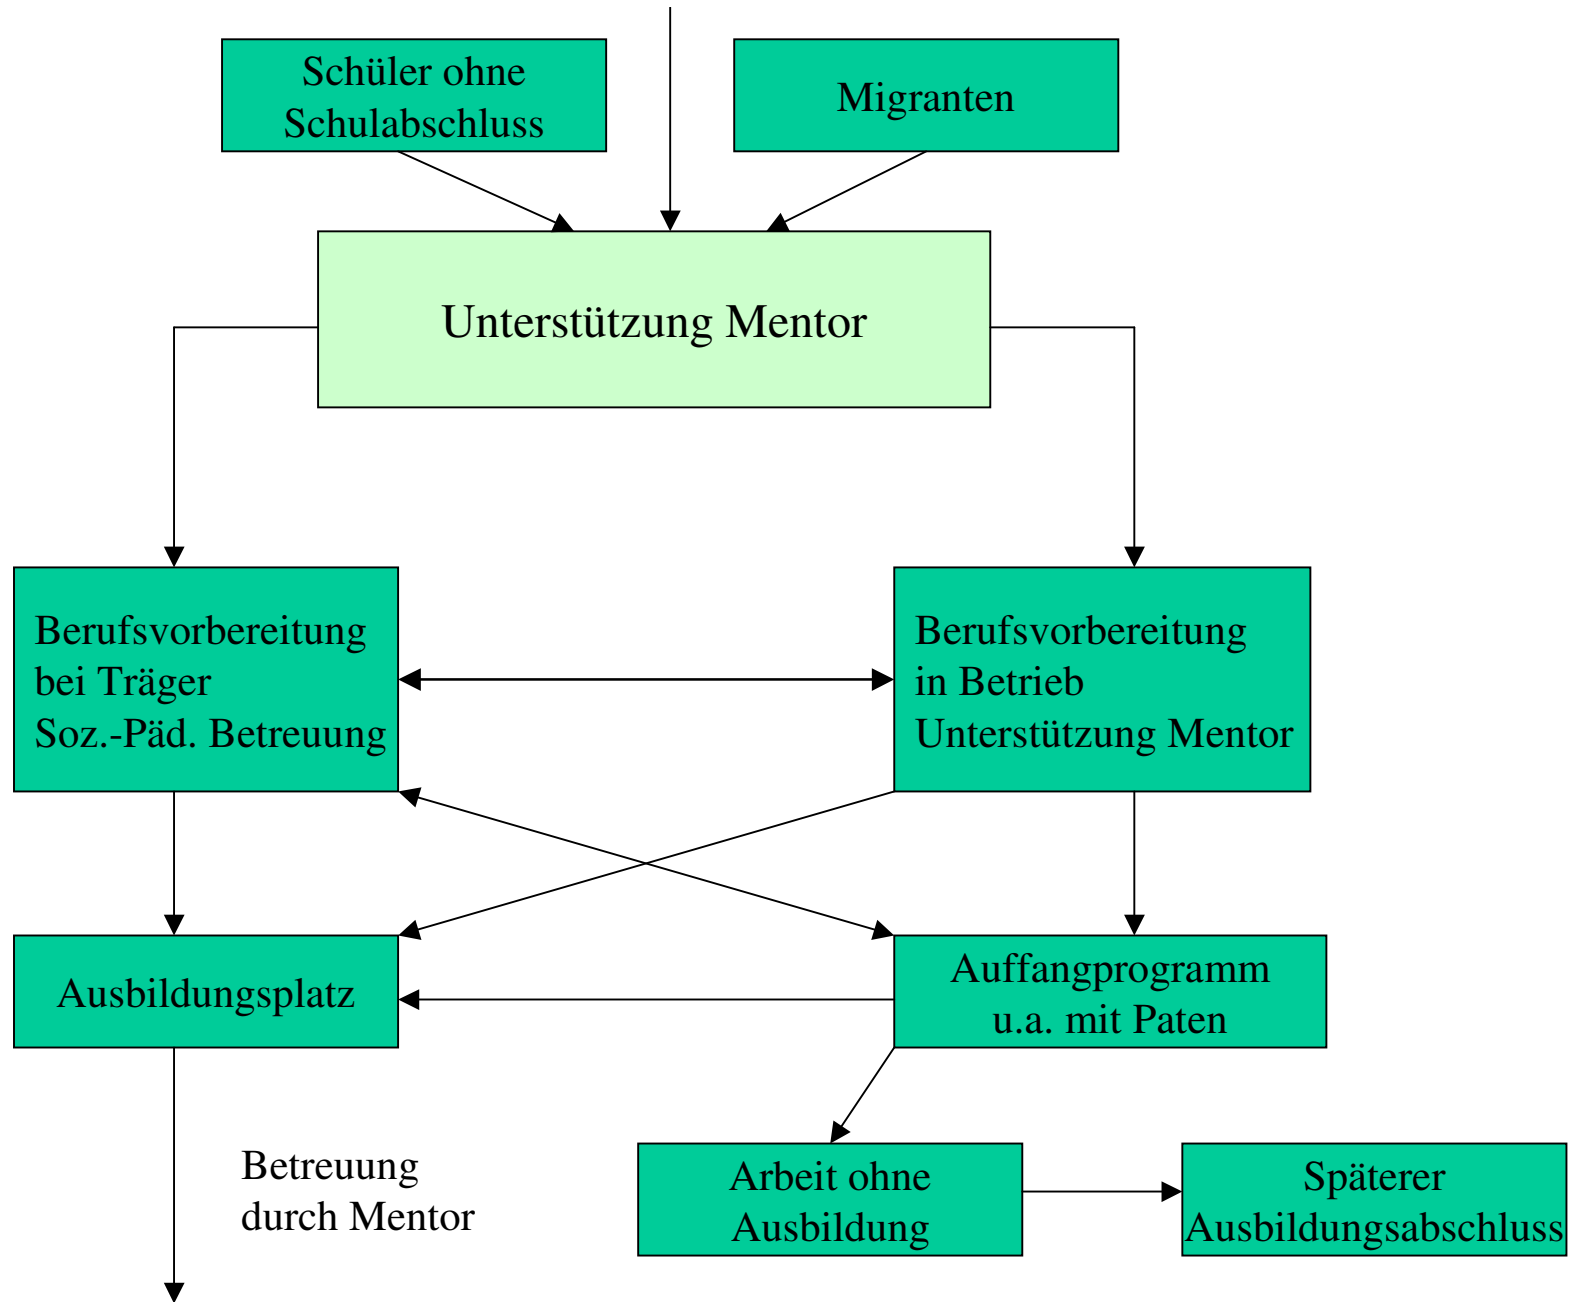 Schüler ohne
Schulabschluss
Migranten
Unterstützung Mentor
Berufsvorbereitung
bei Träger
Soz.-Päd. Betreuung
Berufsvorbereitung
in Betrieb
Unterstützung Mentor
Ausbildungsplatz
Auffangprogramm
u.a. mit Paten
Betreuung
durch Mentor
Arbeit ohne
Ausbildung
Späterer
Ausbildungsabschluss